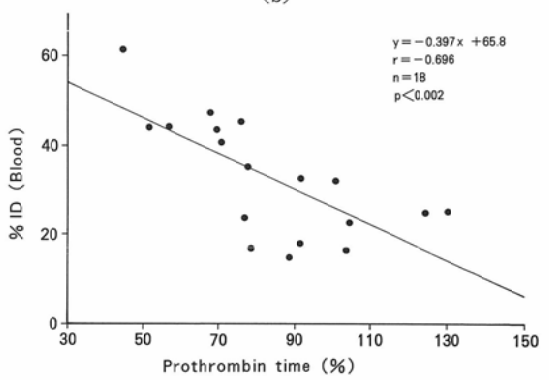 (b)
y=-0.397x +65.8
r=-0.696
n=18
p<0.002
60
40
20
0
% ID (Blood)
30 50 70 90 110 130 150
Prothrombin time (%)